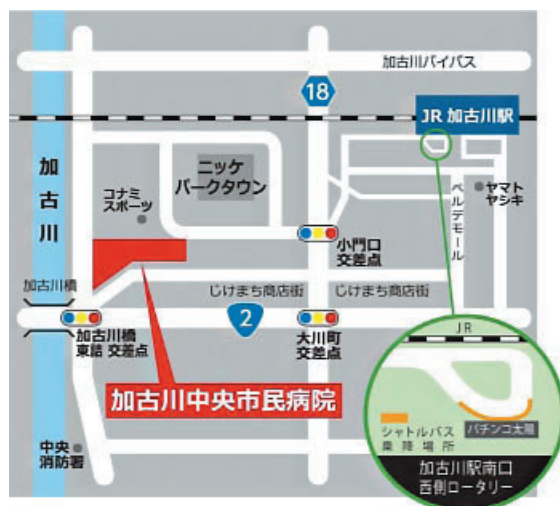 加古川バイパス
18
JR 加古川駅
加古川
ニッケ
パークタウン
コナミ
スポーツ
ベルデモール
ヤマト
ヤシキ
小門口
交差点
加古川橋
じけまち商店街
じけまち商店街
2
加古川橋
東詰 交差点
大川町
交差点
加古川中央市民病院
JR
シャトルバス
乗降場所
パチンコ太陽
中央
消防署
加古川駅南口
西側ロータリー